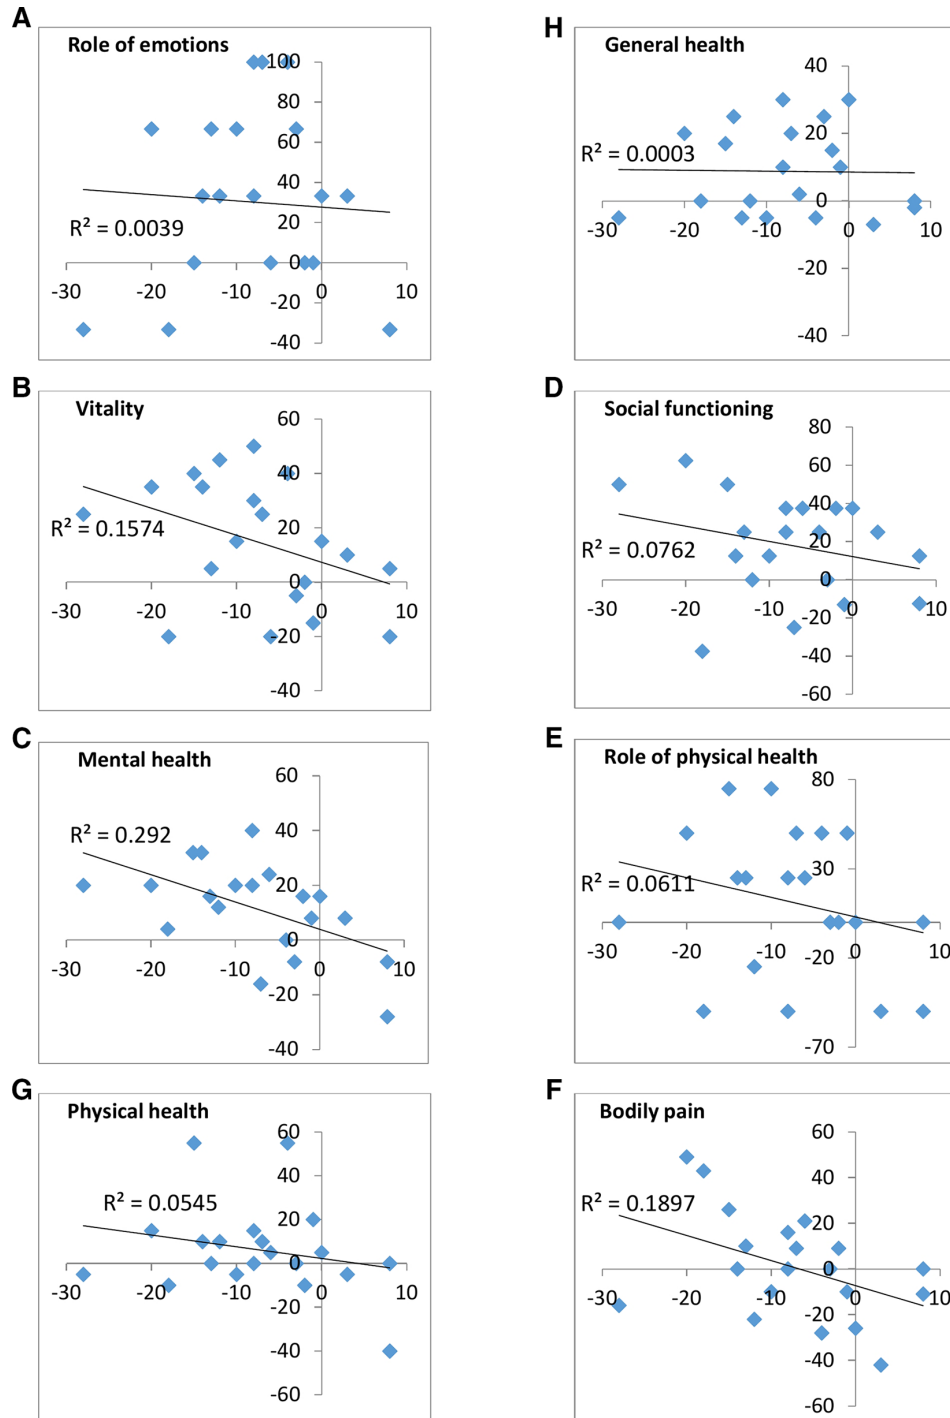 A
Role of emotions
100
80
60
40
20
0
-20
-40
-30 -20 -10 0 10
R² = 0.0039
H
General health
40
20
0
-20
-40
-30 -20 -10 0 10
R² = 0.0003
B
Vitality
60
40
20
0
-20
-40
-30 -20 -10 0 10
R² = 0.1574
D
Social functioning
80
60
40
20
0
-20
-40
-60
-30 -20 -10 0 10
R² = 0.0762
C
Mental health
60
40
20
0
-20
-40
-30 -20 -10 0 10
R² = 0.292
E
Role of physical health
80
30
-20
-70
-30 -20 -10 0 10
R² = 0.0611
G
Physical health
60
40
20
0
-20
-40
-60
-30 -20 -10 0 10
R² = 0.0545
F
Bodily pain
60
40
20
0
-20
-40
-60
-30 -20 -10 0 10
R² = 0.1897